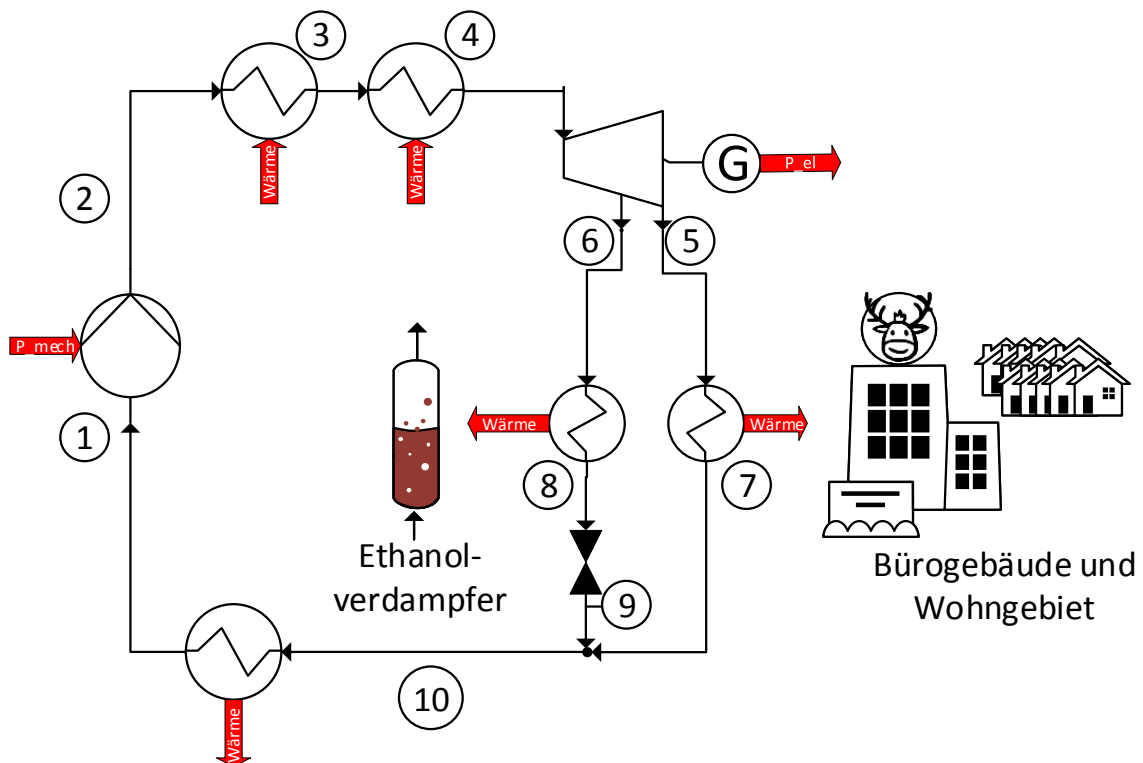 3
4
Wärme
Wärme
G
P_el
2
6
5
P_mech
1
Wärme
Wärme
8
7
Ethanol-
verdampfer
9
Bürogebäude und
Wohngebiet
10
Wärme